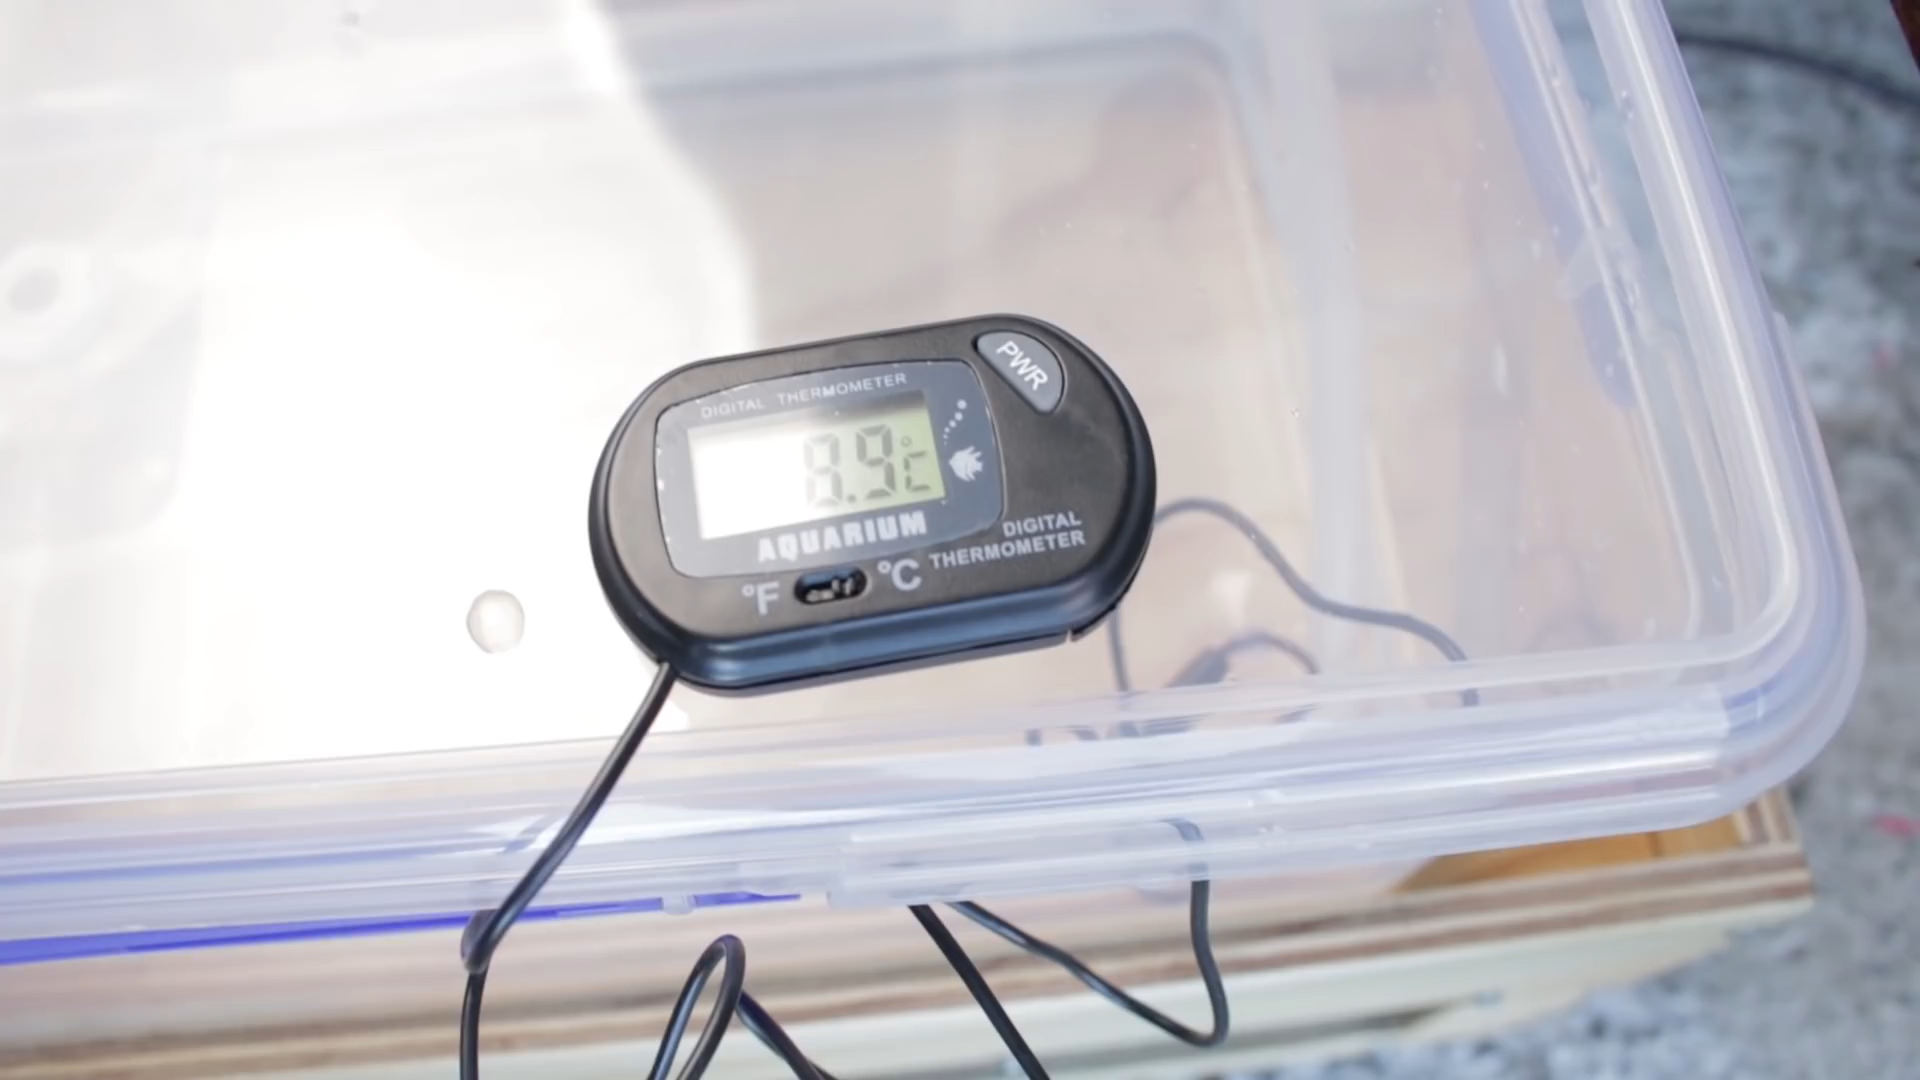 PWR
DIGITAL THERMOMETER
8.9°C
AQUARIUM
DIGITAL
THERMOMETER
°F °C